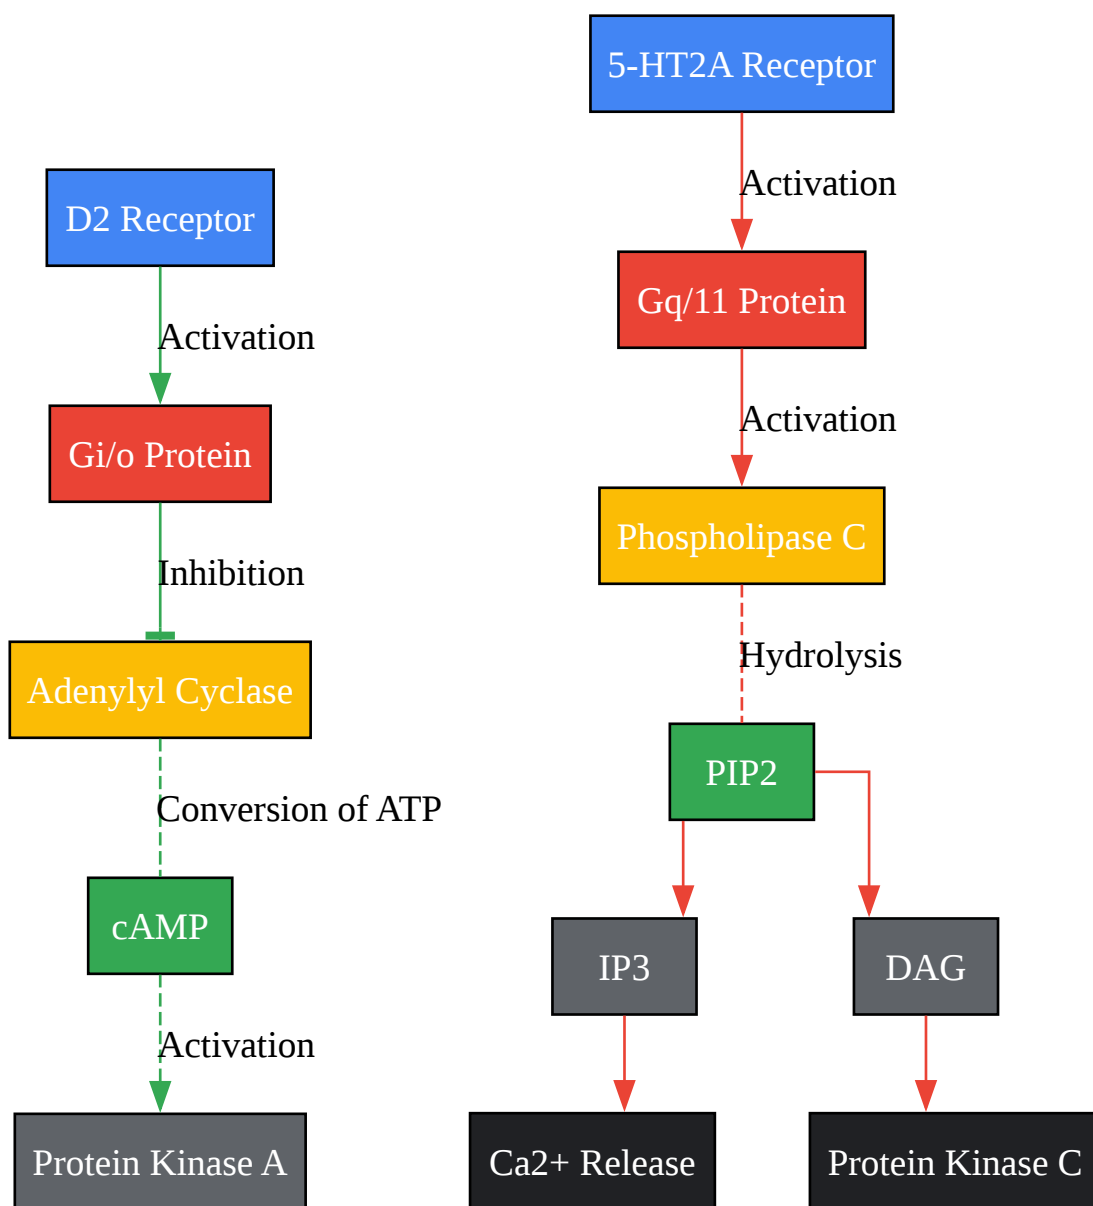 D2 Receptor
Activation
Gi/o Protein
Inhibition
Adenylyl Cyclase
Conversion of ATP
cAMP
Activation
Protein Kinase A
5-HT2A Receptor
Activation
Gq/11 Protein
Activation
Phospholipase C
Hydrolysis
PIP2
IP3
DAG
Ca2+ Release
Protein Kinase C